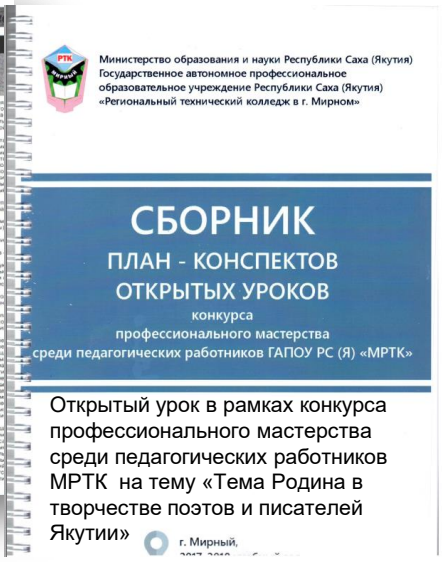 РТК
МИРНЫЙ
Министерство образования и науки Республики Саха (Якутия)
Государственное автономное профессиональное
образовательное учреждение Республики Саха (Якутия)
«Региональный технический колледж в г. Мирном»
СБОРНИК
ПЛАН - КОНСПЕКТОВ
ОТКРЫТЫХ УРОКОВ
конкурса
профессионального мастерства
среди педагогических работников ГАПОУ РС (Я) «МРТК»
Открытый урок в рамках конкурса
профессионального мастерства
среди педагогических работников
МРТК на тему «Тема Родина в
творчестве поэтов и писателей
Якутии»
г. Мирный,